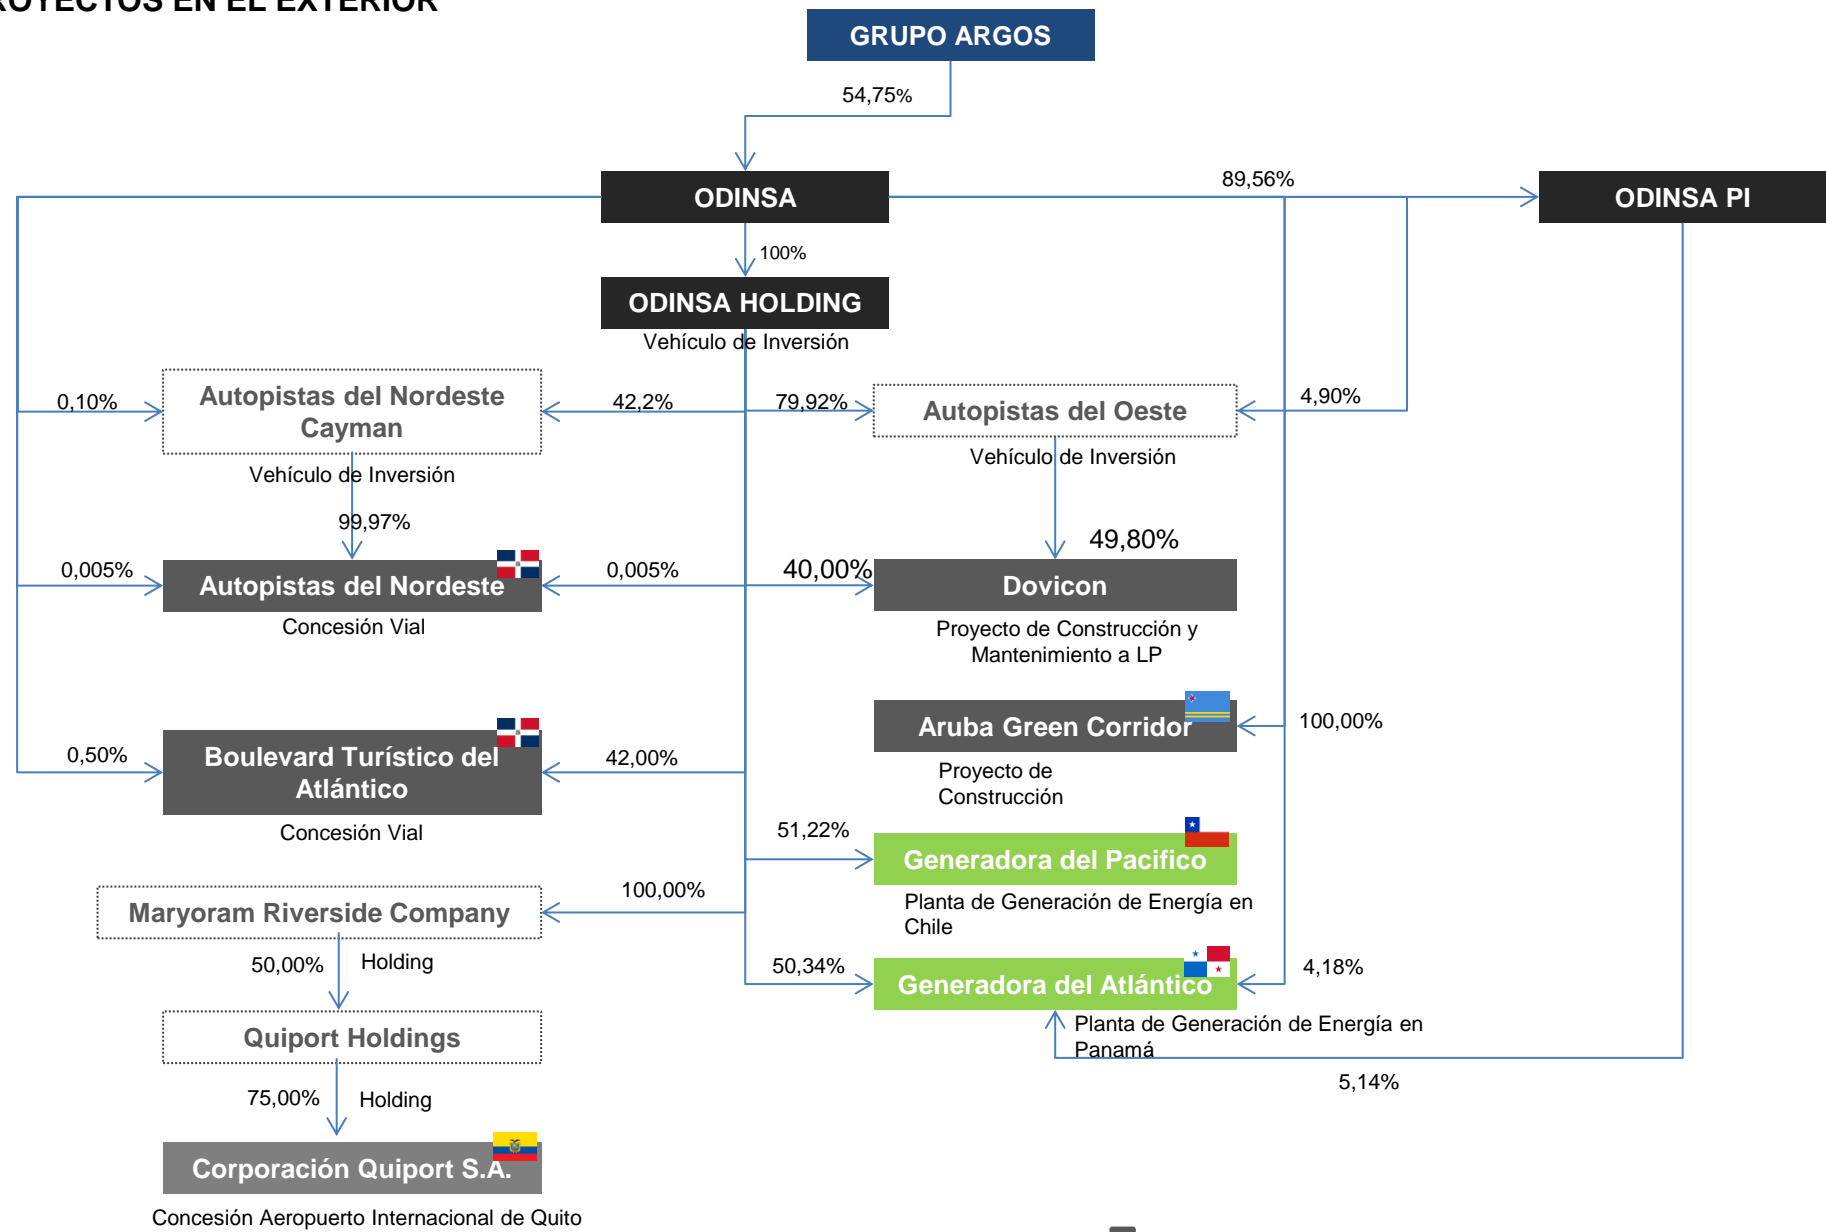 ROYECTOS EN EL EXTERIOR
GRUPO ARGOS
54,75%
89,56%
ODINSA
ODINSA PI
100%
ODINSA HOLDING
Vehículo de Inversión
0,10%
Autopistas del Nordeste
Cayman
42,2%
79,92%
Autopistas del Oeste
4,90%
Vehículo de Inversión
Vehículo de Inversión
99,97%
49,80%
0,005%
Autopistas del Nordeste
0,005%
40,00%
Dovicon
Concesión Vial
Proyecto de Construcción y
Mantenimiento a LP
Aruba Green Corridor
100,00%
0,50%
Boulevard Turístico del
Atlántico
42,00%
Proyecto de
Construcción
Concesión Vial
51,22%
Generadora del Pacifico
Planta de Generación de Energía en
Chile
Maryoram Riverside Company
100,00%
50,00%
Holding
50,34%
Generadora del Atlántico
4,18%
Planta de Generación de Energía en
Panamá
5,14%
Quiport Holdings
75,00%
Holding
Corporación Quiport S.A.
Concesión Aeropuerto Internacional de Quito